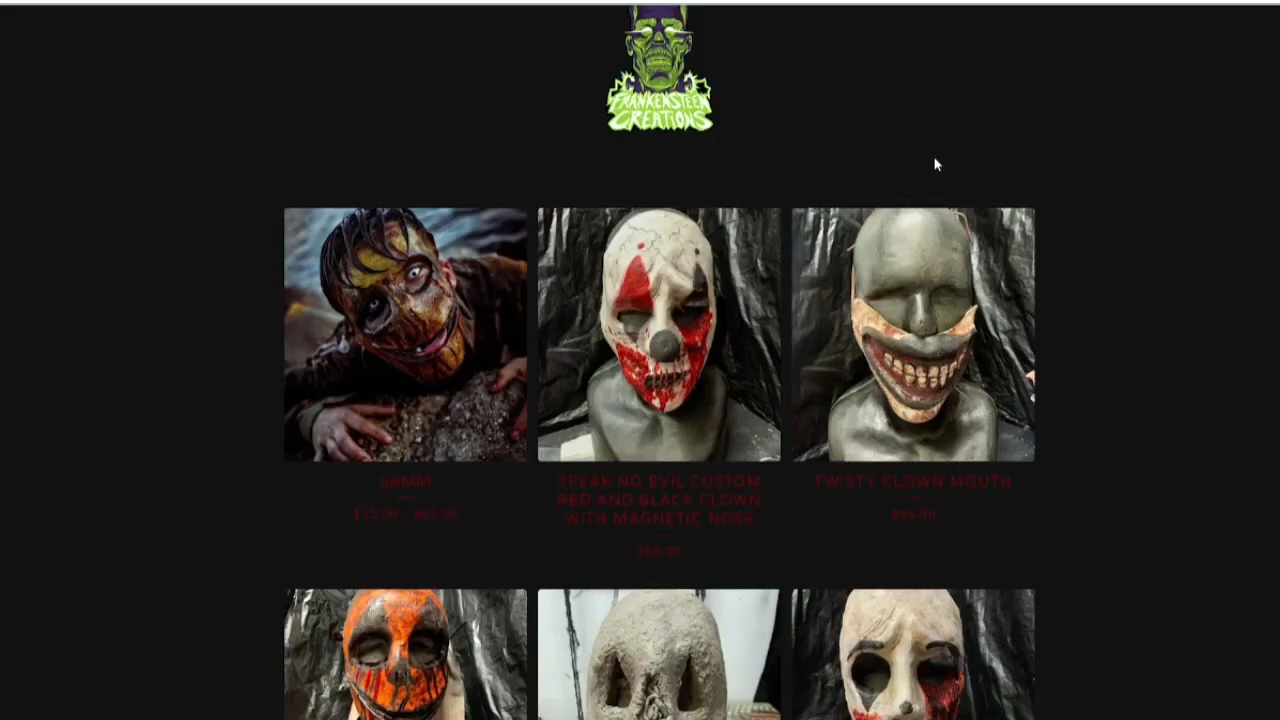 FRANKENSTEEN
CREATIONS
SAMM
SPEAK NO EVIL CUSTOM
RED AND BLACK CLOWN
WITH MAGNETIC NOSE
TWISTY CLOWN MOUTH